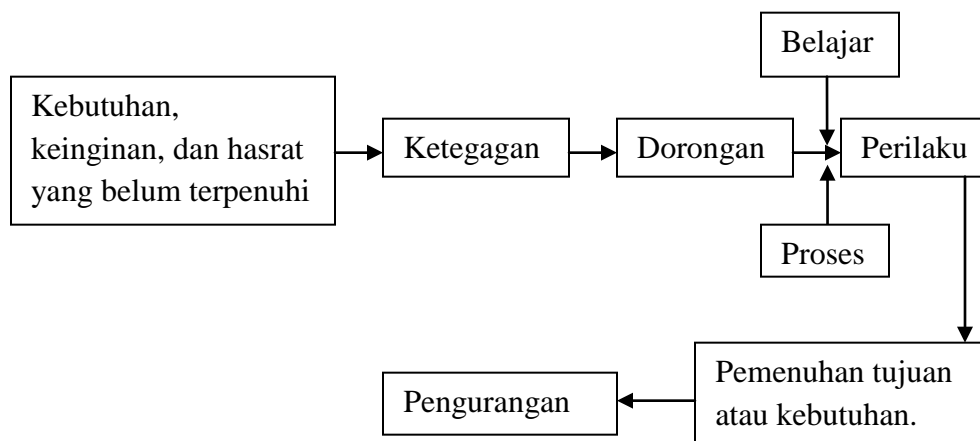 Belajar
Kebutuhan,
keinginan, dan hasrat
yang belum terpenuhi
Ketegagan
Dorongan
Perilaku
Proses
Pemenuhan tujuan
atau kebutuhan.
Pengurangan